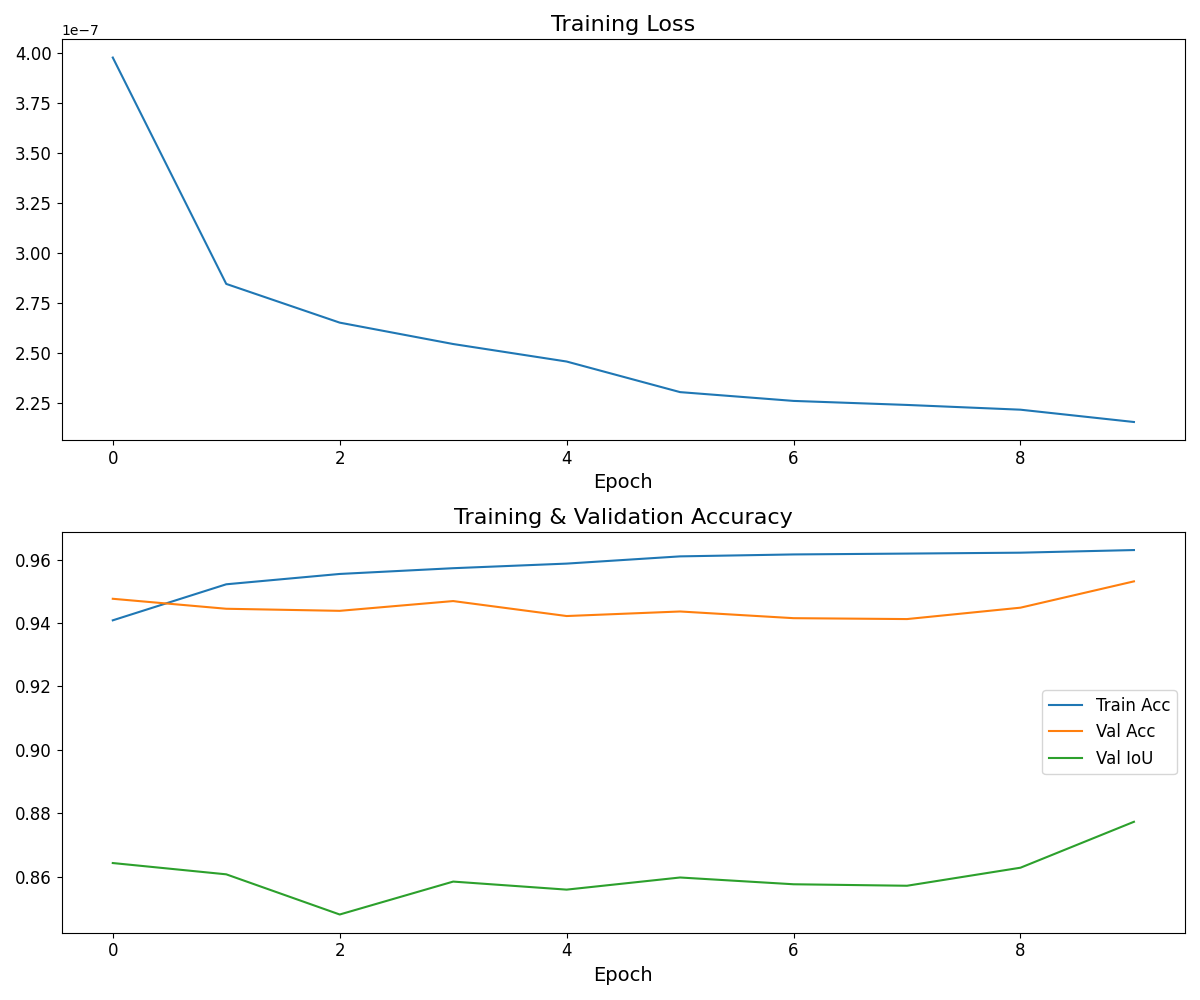 Training Loss
1e−7
4.00
3.75
3.50
3.25
3.00
2.75
2.50
2.25
0 2 4 6 8
Epoch
Training & Validation Accuracy
0.96
0.94
0.92
0.90
0.88
0.86
Train Acc
Val Acc
Val IoU
0 2 4 6 8
Epoch